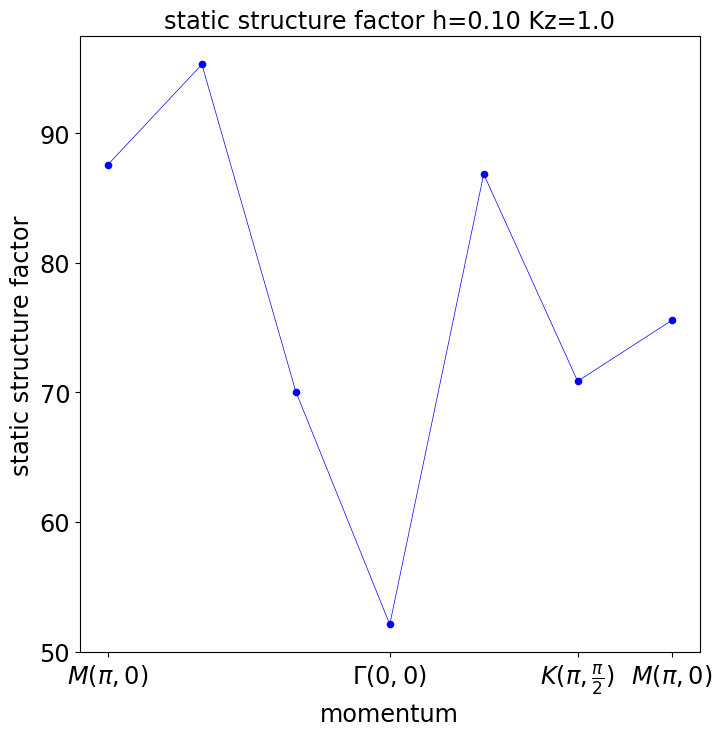 static structure factor h=0.10 Kz=1.0
static structure factor
90
80
70
60
50
M(π, 0)
Γ(0, 0)
K(π, π/2)
M(π, 0)
momentum